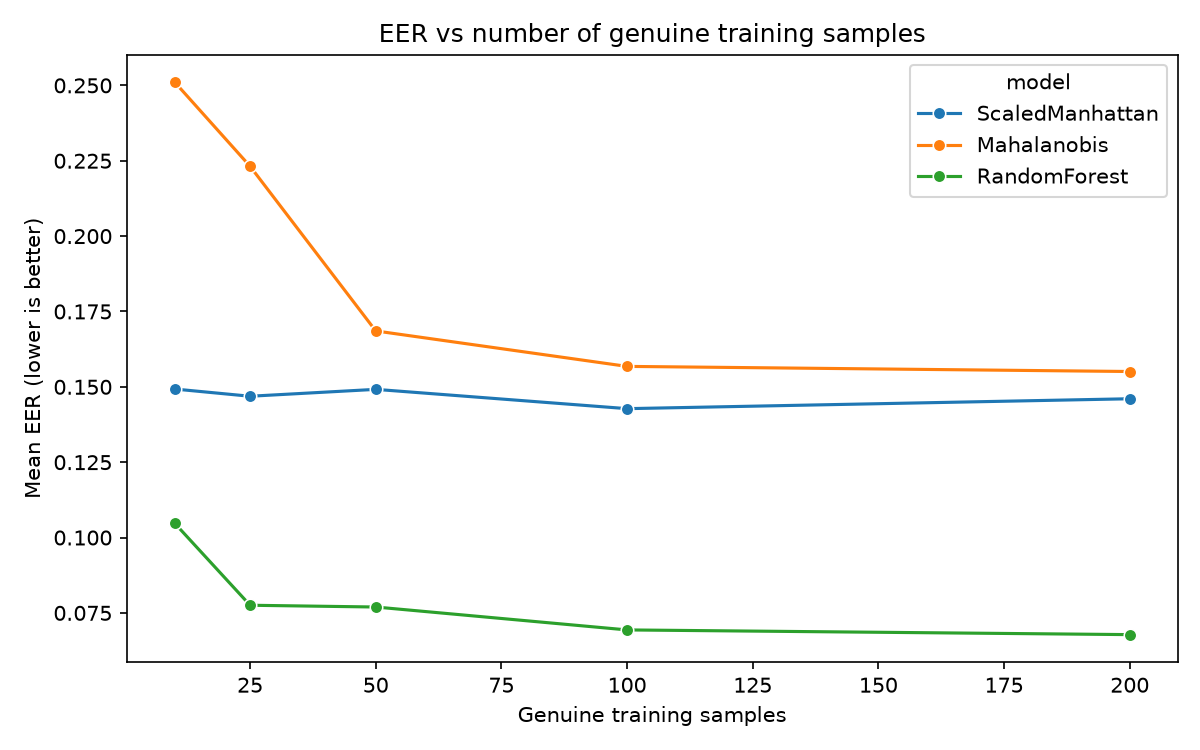 EER vs number of genuine training samples
model
ScaledManhattan
Mahalanobis
RandomForest
Mean EER (lower is better)
0.250
0.225
0.200
0.175
0.150
0.125
0.100
0.075
25 50 75 100 125 150 175 200
Genuine training samples